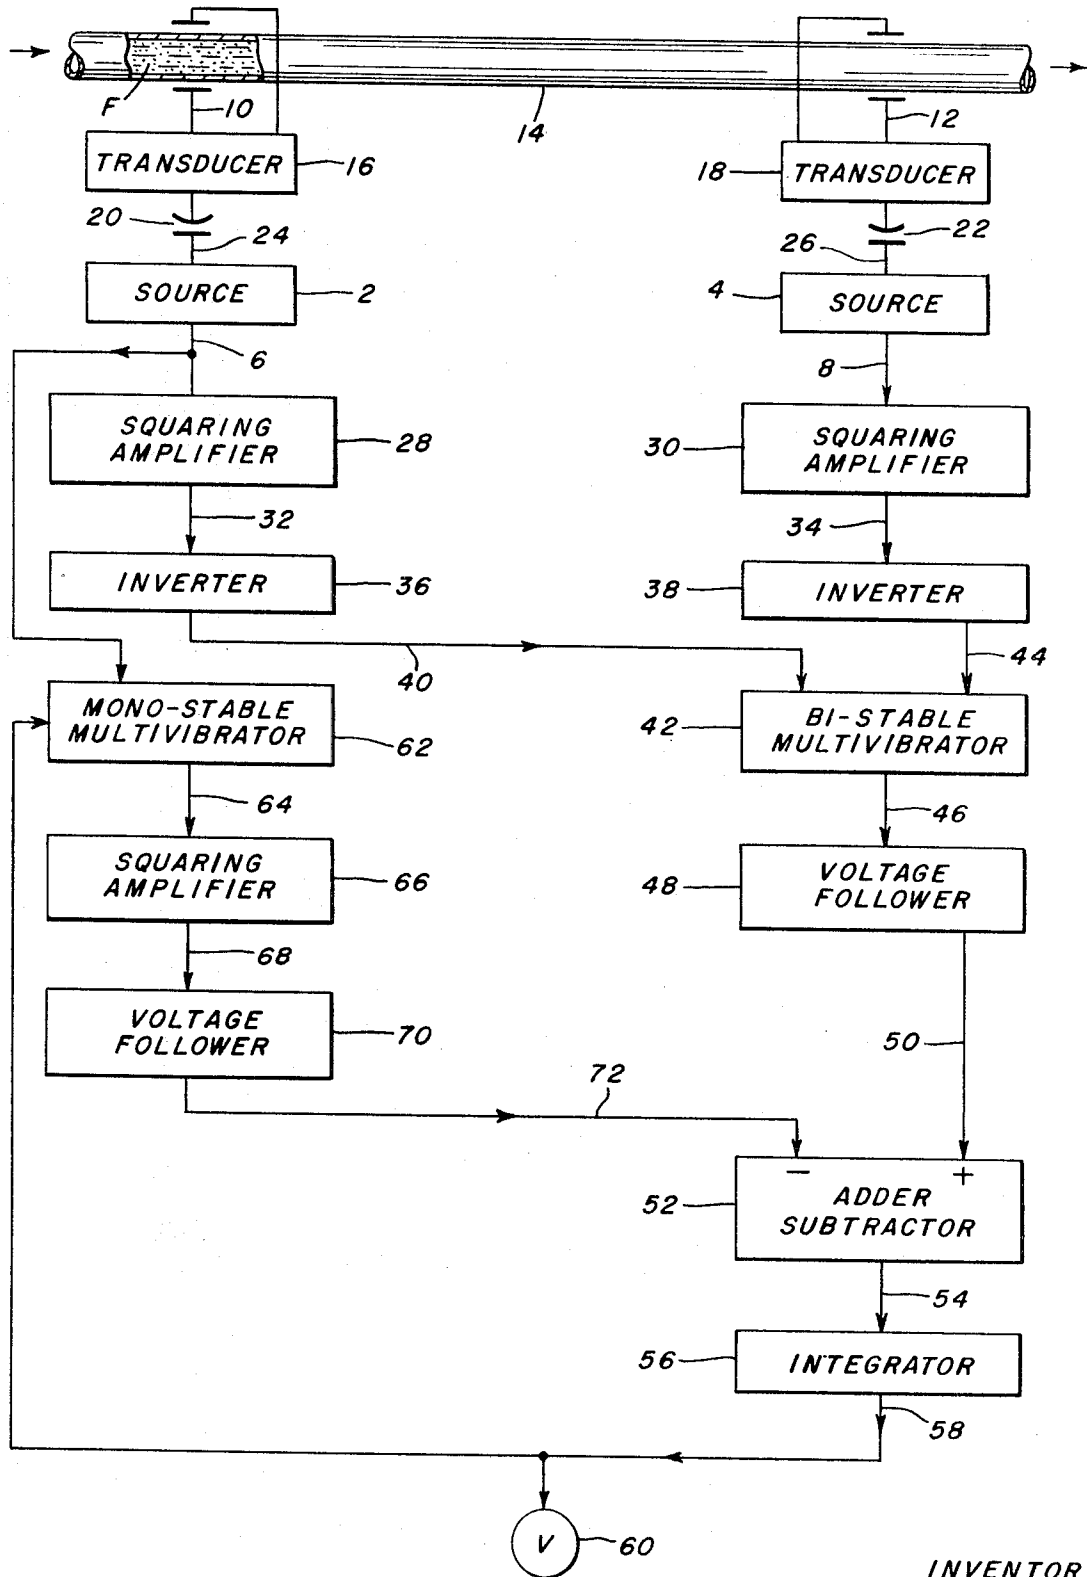 F
10
14
12
TRANSDUCER
16
18
TRANSDUCER
20
24
22
26
SOURCE
2
4
SOURCE
6
8
SQUARING
AMPLIFIER
28
30
SQUARING
AMPLIFIER
32
34
INVERTER
36
38
INVERTER
40
44
MONO-STABLE
MULTIVIBRATOR
62
42
BI-STABLE
MULTIVIBRATOR
64
46
SQUARING
AMPLIFIER
66
48
VOLTAGE
FOLLOWER
68
VOLTAGE
FOLLOWER
70
50
72
− +
52
ADDER
SUBTRACTOR
54
56
INTEGRATOR
58
V
60
INVENTOR